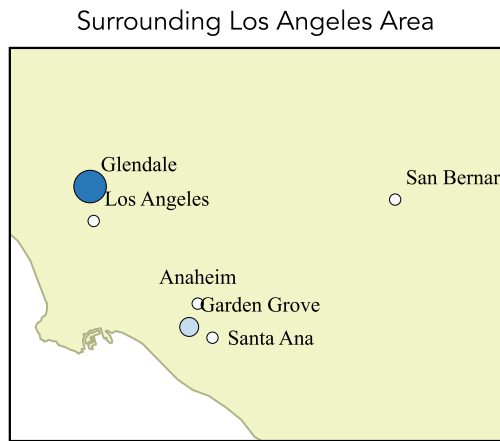 Surrounding Los Angeles Area
Glendale
Los Angeles
San Bernar
Anaheim
Garden Grove
Santa Ana